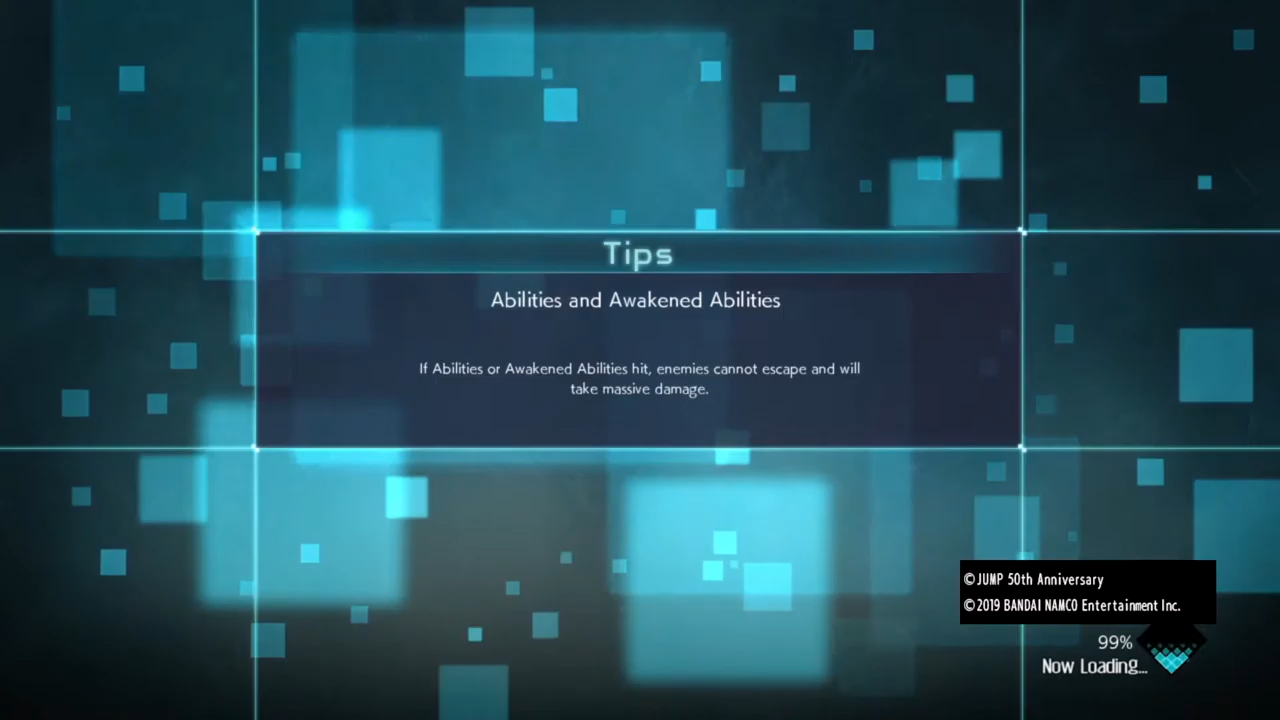 Tips
Abilities and Awakened Abilities
If Abilities or Awakened Abilities hit, enemies cannot escape and will
take massive damage.
©JUMP 50th Anniversary
©2019 BANDAI NAMCO Entertainment Inc.
99%
Now Loading...